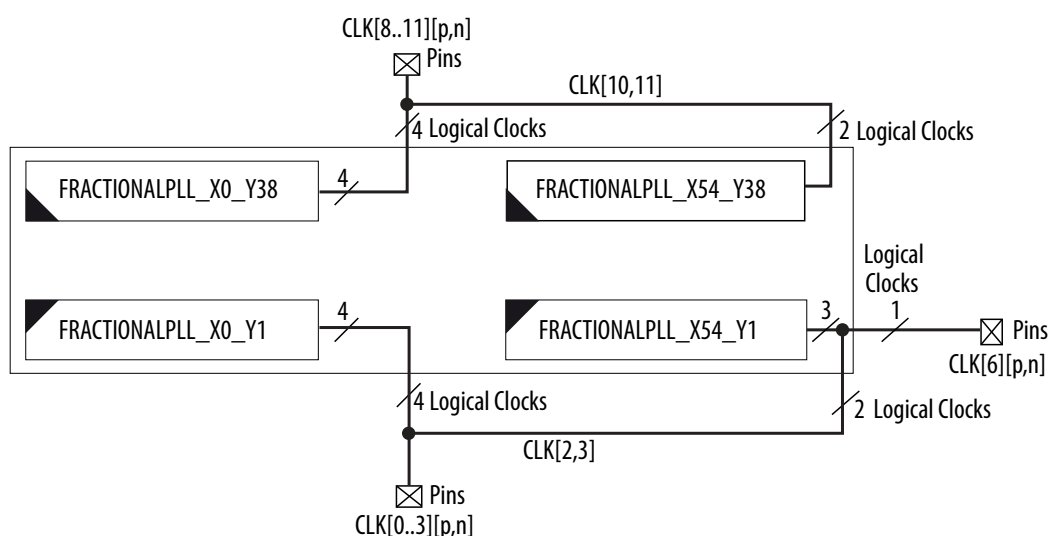 CLK[8..11][p,n]
Pins
CLK[10,11]
4 Logical Clocks
2 Logical Clocks
FRACTIONALPLL_X0_Y38
4
FRACTIONALPLL_X54_Y38
Logical
Clocks
FRACTIONALPLL_X0_Y1
4
FRACTIONALPLL_X54_Y1
3
1
Pins
CLK[6][p,n]
4 Logical Clocks
2 Logical Clocks
CLK[2,3]
Pins
CLK[0..3][p,n]